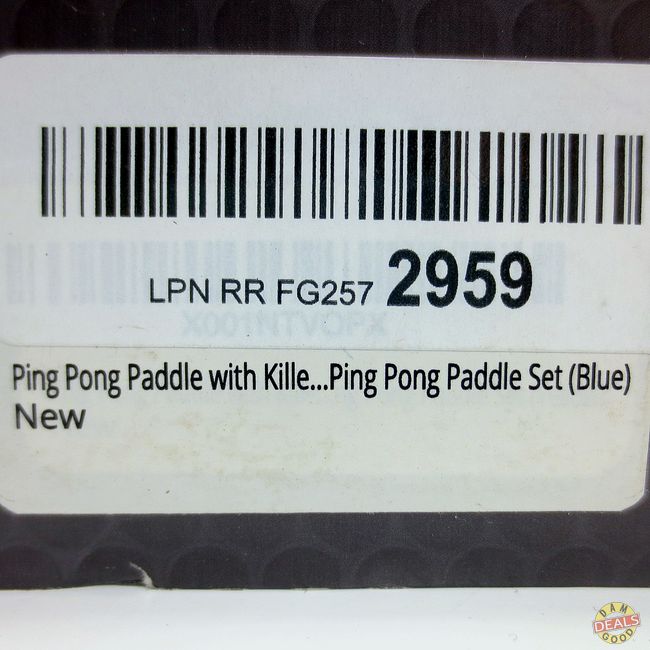 LPN RR FG257 2959
Ping Pong Paddle with Kille...Ping Pong Paddle Set (Blue)
New
DAM
DEALS
GOOD